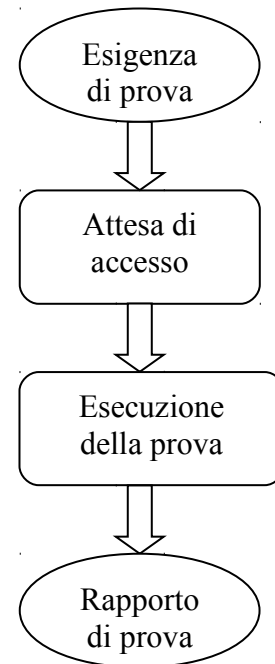 Esigenza
di prova
Attesa di
accesso
Esecuzione
della prova
Rapporto
di prova